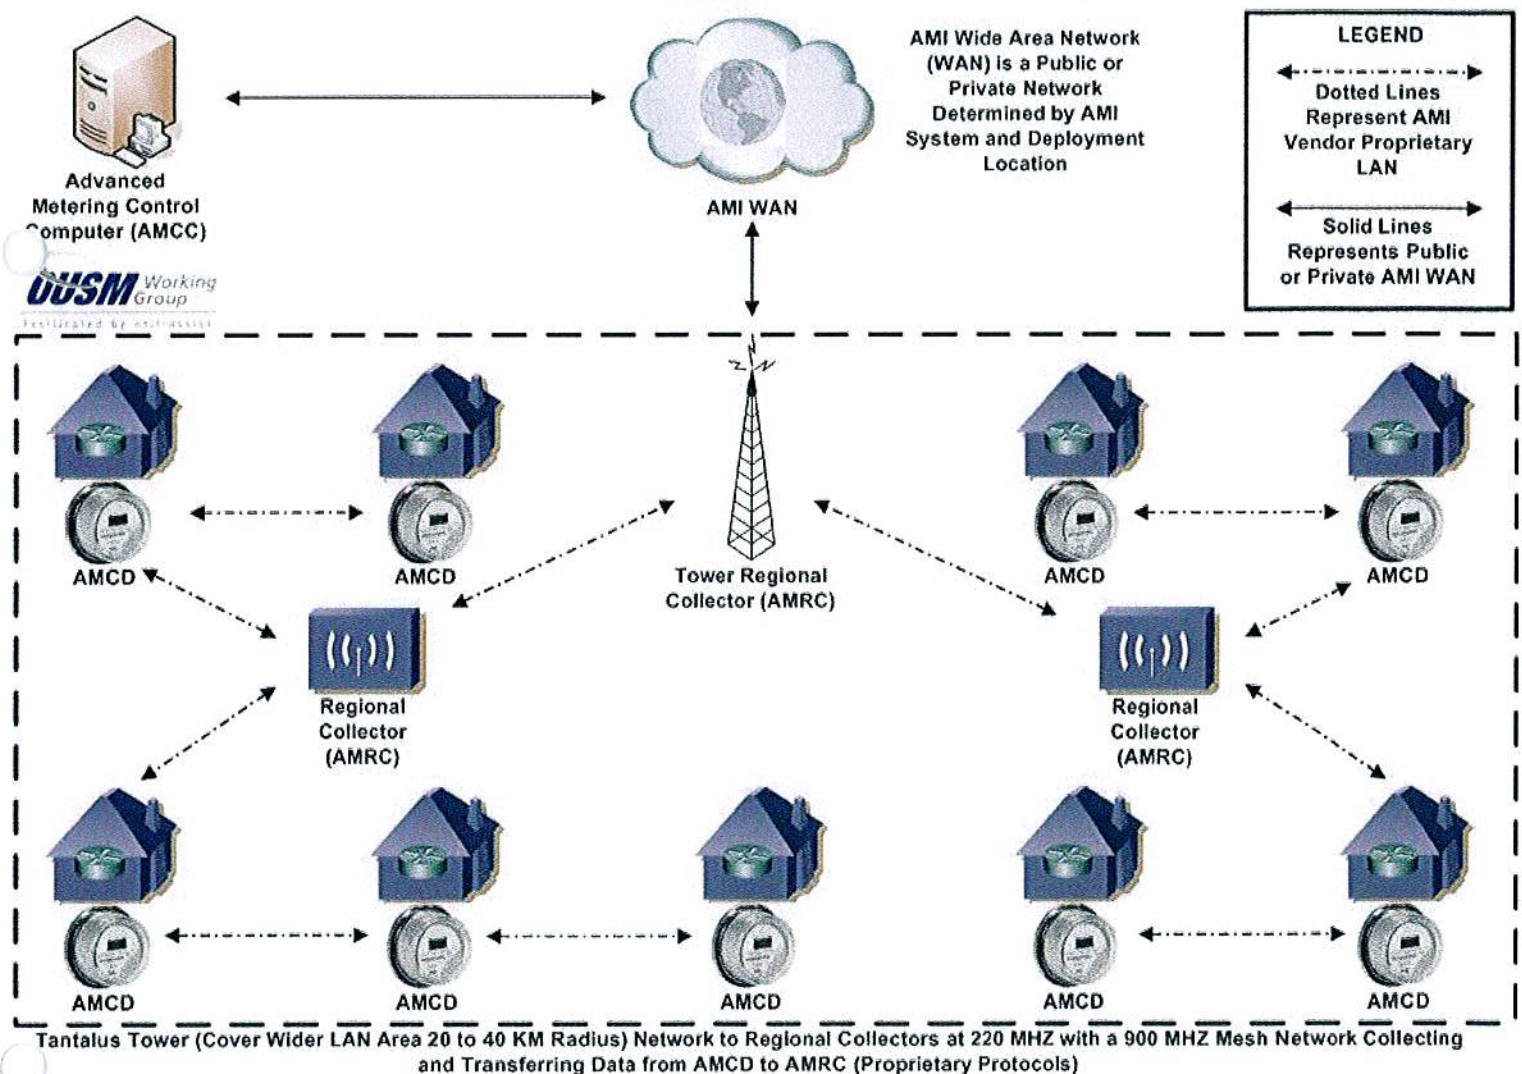 AMI Wide Area Network
(WAN) is a Public or
Private Network
Determined by AMI
System and Deployment
Location
LEGEND
Dotted Lines
Represent AMI
Vendor Proprietary
LAN
Solid Lines
Represents Public
or Private AMI WAN
Advanced
Metering Control
Computer (AMCC)
AMI WAN
OUSM Working
Group
Facilitated by util-assist
AMCD
AMCD
Tower Regional
Collector (AMRC)
AMCD
AMCD
Regional
Collector
(AMRC)
Regional
Collector
(AMRC)
AMCD
AMCD
AMCD
AMCD
AMCD
Tantalus Tower (Cover Wider LAN Area 20 to 40 KM Radius) Network to Regional Collectors at 220 MHZ with a 900 MHZ Mesh Network Collecting
and Transferring Data from AMCD to AMRC (Proprietary Protocols)